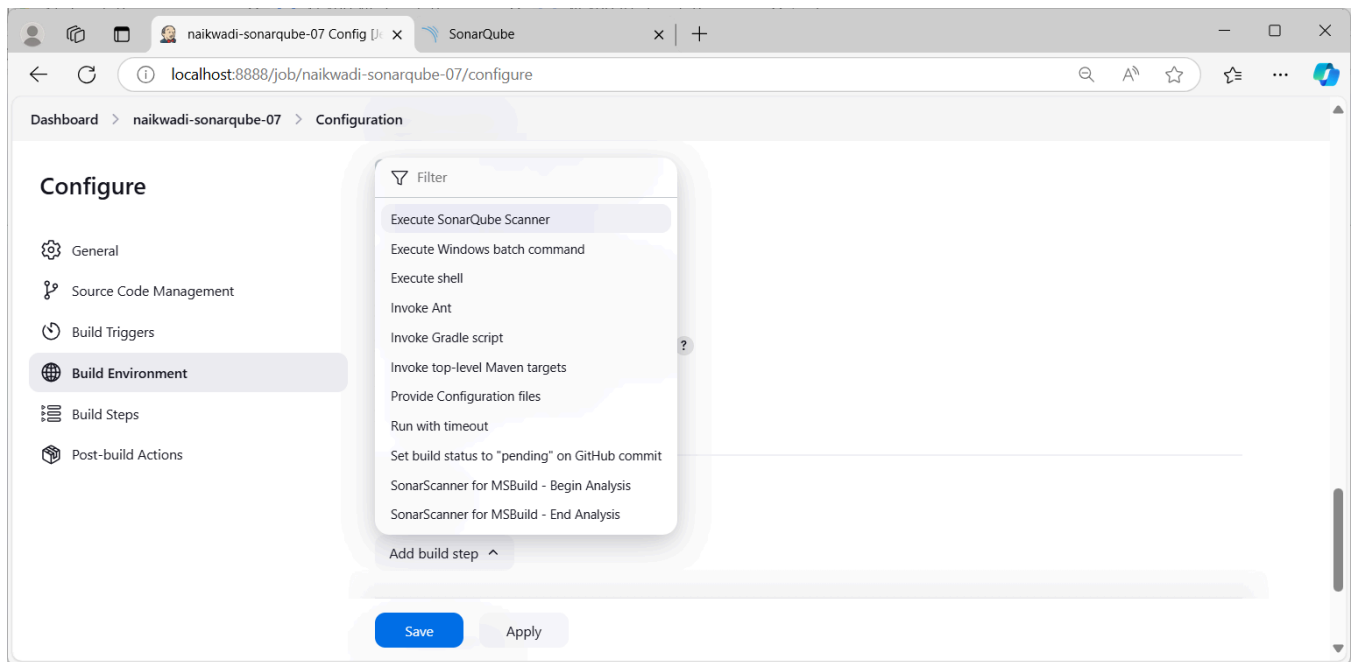 naikwadi-sonarqube-07 Config [Je
SonarQube
localhost:8888/job/naikwadi-sonarqube-07/configure
Dashboard > naikwadi-sonarqube-07 > Configuration
Configure
General
Source Code Management
Build Triggers
Build Environment
Build Steps
Post-build Actions
Filter
Execute SonarQube Scanner
Execute Windows batch command
Execute shell
Invoke Ant
Invoke Gradle script
?
Invoke top-level Maven targets
Provide Configuration files
Run with timeout
Set build status to "pending" on GitHub commit
SonarScanner for MSBuild - Begin Analysis
SonarScanner for MSBuild - End Analysis
Add build step
Save
Apply